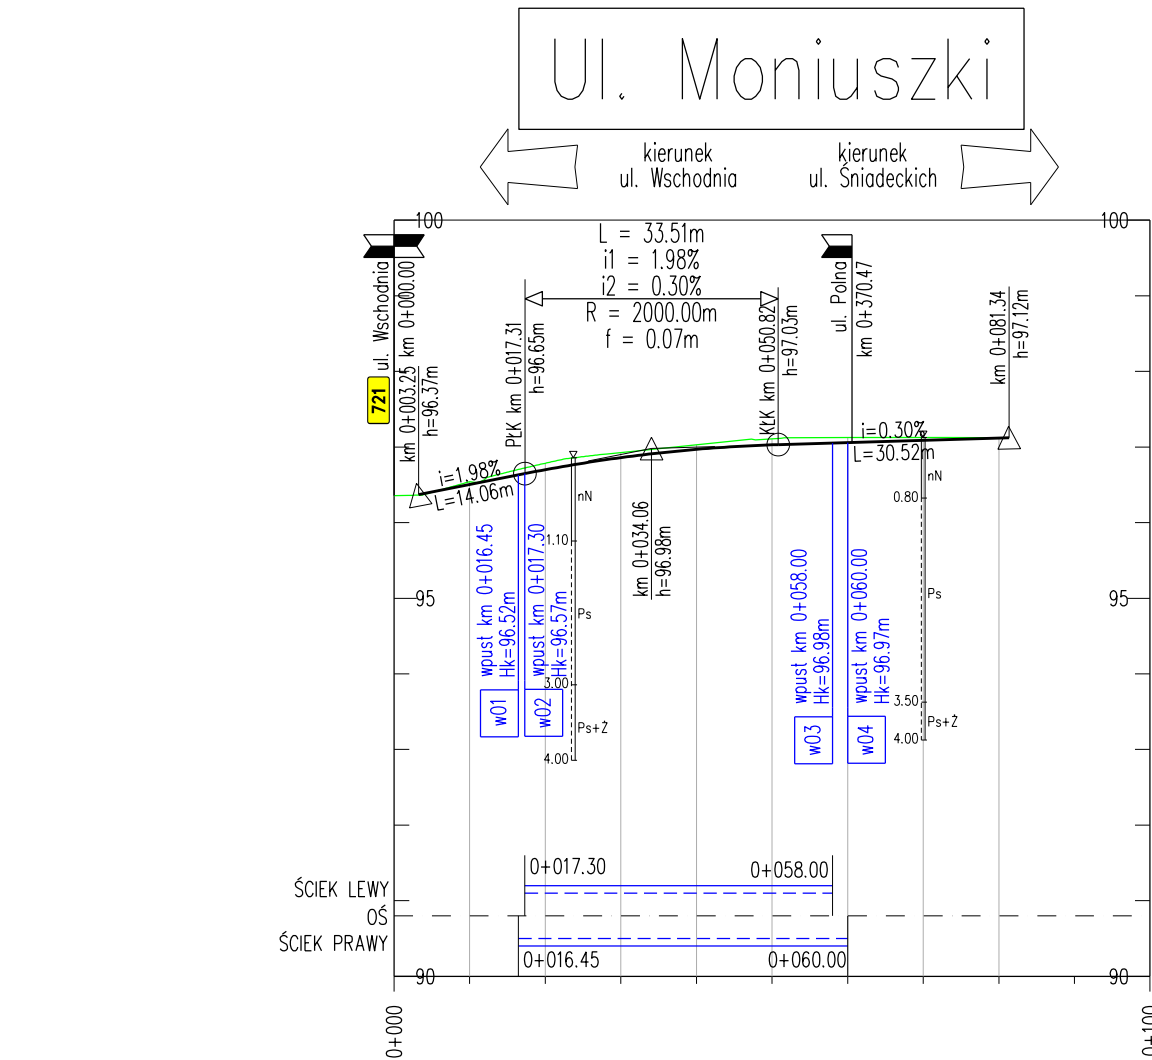 Ul. Moniuszki
kierunek
ul. Wschodnia
kierunek
ul. Śniadeckich
100
100
L = 33.51m
i1 = 1.98%
i2 = 0.30%
R = 2000.00m
f = 0.07m
ul. Wschodnia
km 0+000.00
721
km 0+003.25
h=96.37m
PŁK km 0+017.31
h=96.65m
KŁK km 0+050.82
h=97.03m
ul. Polna
km 0+370.47
km 0+081.34
h=97.12m
i=1.98%
L=14.06m
i=0.30%
L=30.52m
km 0+034.06
h=96.98m
nN
1.10
Ps
3.00
Ps+Ż
4.00
nN
0.80
Ps
3.50
Ps+Ż
4.00
95
95
wpust km 0+016.45
Hk=96.52m
w01
wpust km 0+017.30
Hk=96.57m
w02
wpust km 0+058.00
Hk=96.98m
w03
wpust km 0+060.00
Hk=96.97m
w04
0+017.30
0+058.00
ŚCIEK LEWY
OŚ
ŚCIEK PRAWY
0+016.45
0+060.00
90
90
0+000
0+100